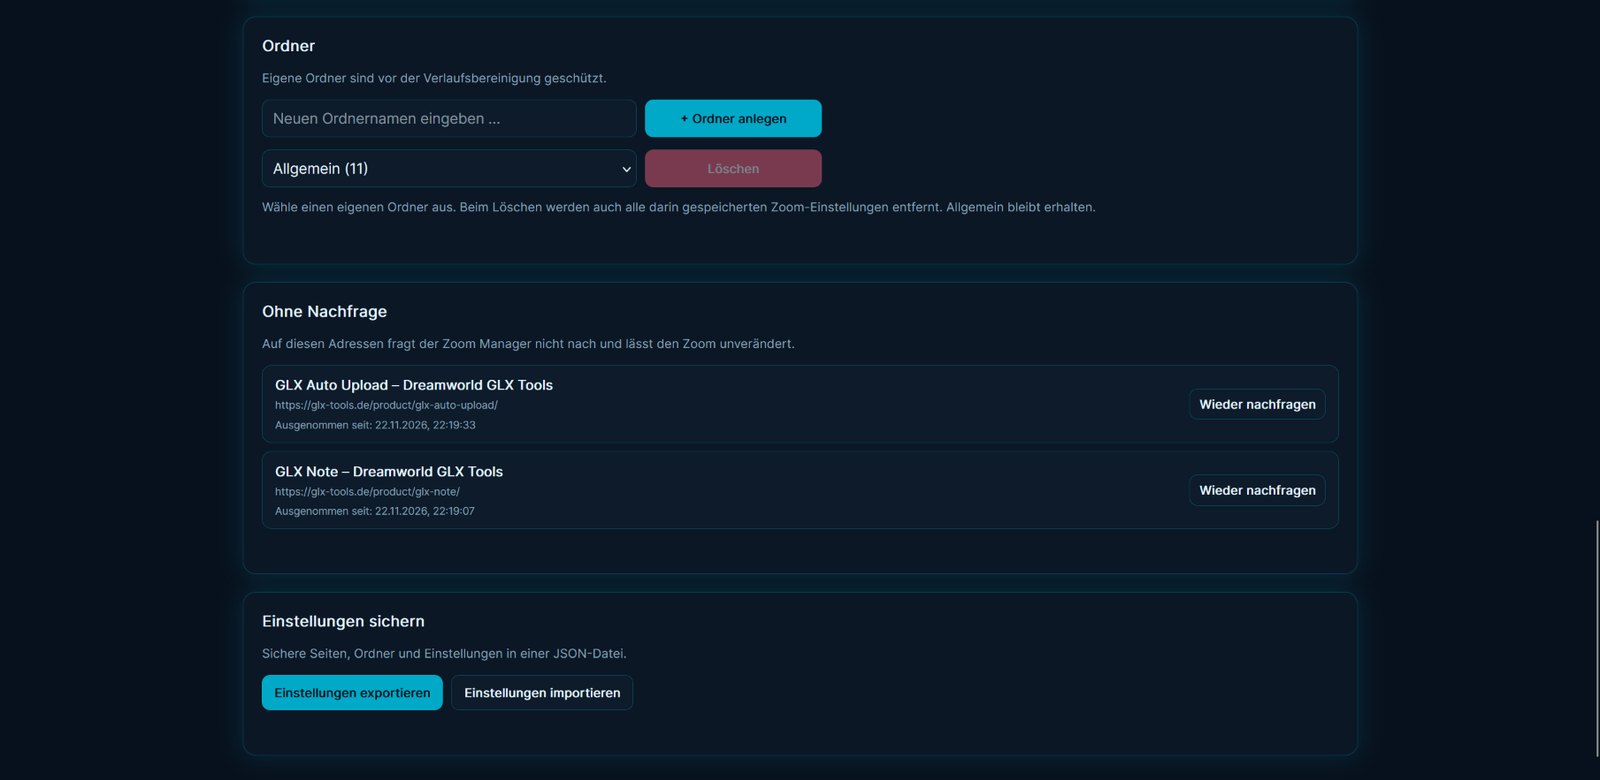 Ordner
Eigene Ordner sind vor der Verlaufsbereinigung geschützt.
Neuen Ordnernamen eingeben ...
+ Ordner anlegen
Allgemein (11)
Löschen
Wähle einen eigenen Ordner aus. Beim Löschen werden auch alle darin gespeicherten Zoom-Einstellungen entfernt. Allgemein bleibt erhalten.
Ohne Nachfrage
Auf diesen Adressen fragt der Zoom Manager nicht nach und lässt den Zoom unverändert.
GLX Auto Upload – Dreamworld GLX Tools
https://glx-tools.de/product/glx-auto-upload/
Ausgenommen seit: 22.11.2026, 22:19:33
Wieder nachfragen
GLX Note – Dreamworld GLX Tools
https://glx-tools.de/product/glx-note/
Ausgenommen seit: 22.11.2026, 22:19:07
Wieder nachfragen
Einstellungen sichern
Sichere Seiten, Ordner und Einstellungen in einer JSON-Datei.
Einstellungen exportieren
Einstellungen importieren